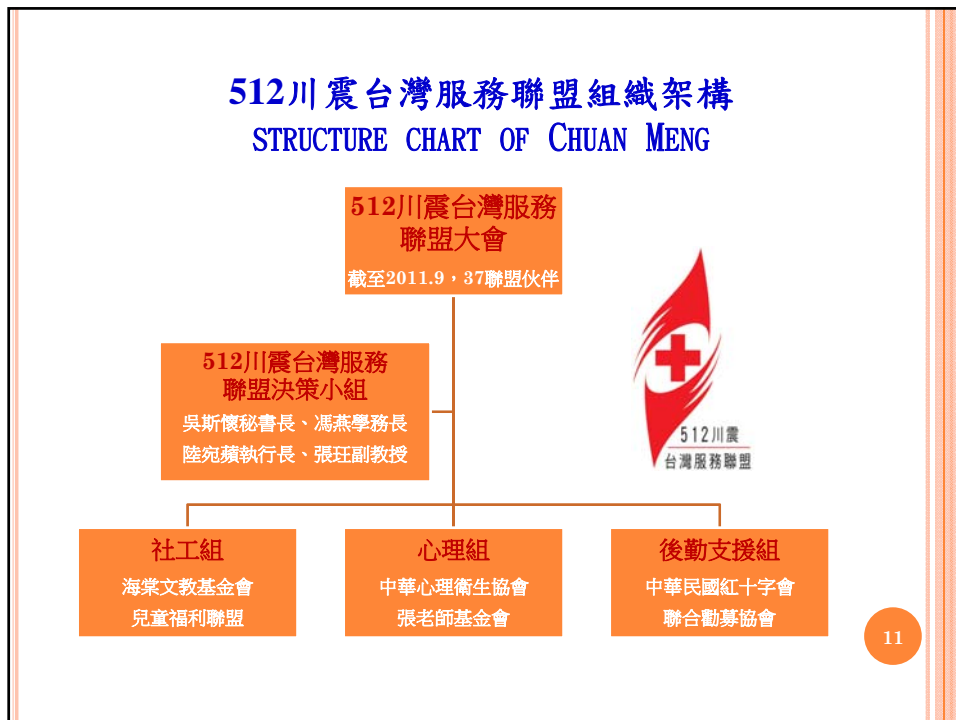 512川震台灣服務聯盟組織架構
STRUCTURE CHART OF CHUAN MENG
512川震台灣服務
聯盟大會
截至2011.9，37聯盟伙伴
512川震台灣服務
聯盟決策小組
吳斯懷秘書長、馮燕學務長
陸宛蘋執行長、張玨副教授
512川震
台灣服務聯盟
社工組
海棠文教基金會
兒童福利聯盟
心理組
中華心理衛生協會
張老師基金會
後勤支援組
中華民國紅十字會
聯合勸募協會
11